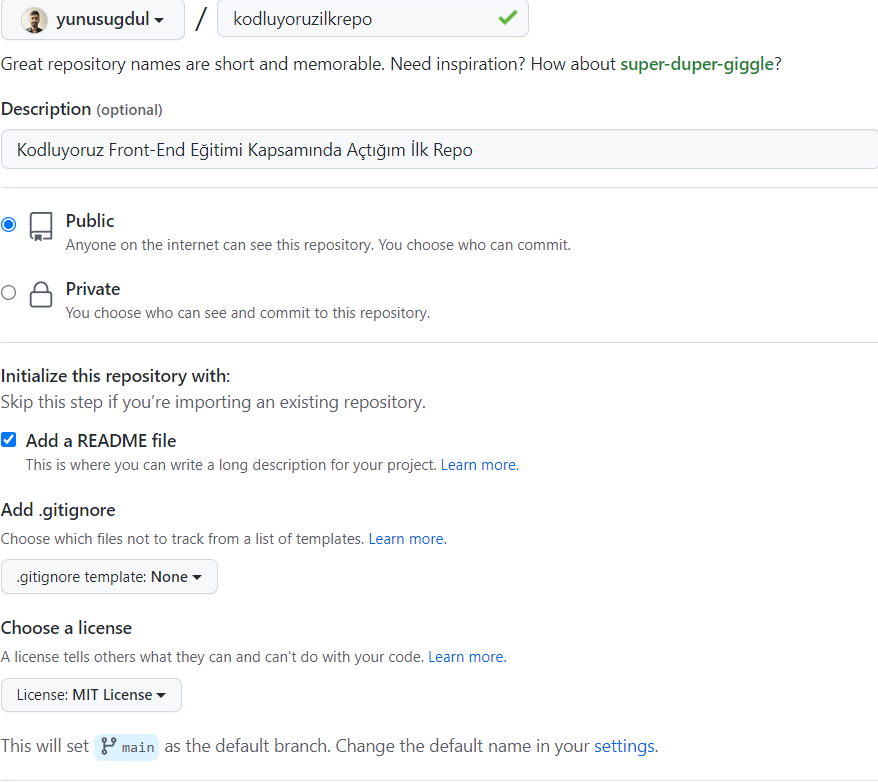 yunusugdul / kodluyoruzilkrepo
Great repository names are short and memorable. Need inspiration? How about super-duper-giggle?
Description (optional)
Kodluyoruz Front-End Eğitimi Kapsamında Açtığım İlk Repo
Public
Anyone on the internet can see this repository. You choose who can commit.
Private
You choose who can see and commit to this repository.
Initialize this repository with:
Skip this step if you’re importing an existing repository.
Add a README file
This is where you can write a long description for your project. Learn more.
Add .gitignore
Choose which files not to track from a list of templates. Learn more.
.gitignore template: None
Choose a license
A license tells others what they can and can't do with your code. Learn more.
License: MIT License
This will set main as the default branch. Change the default name in your settings.